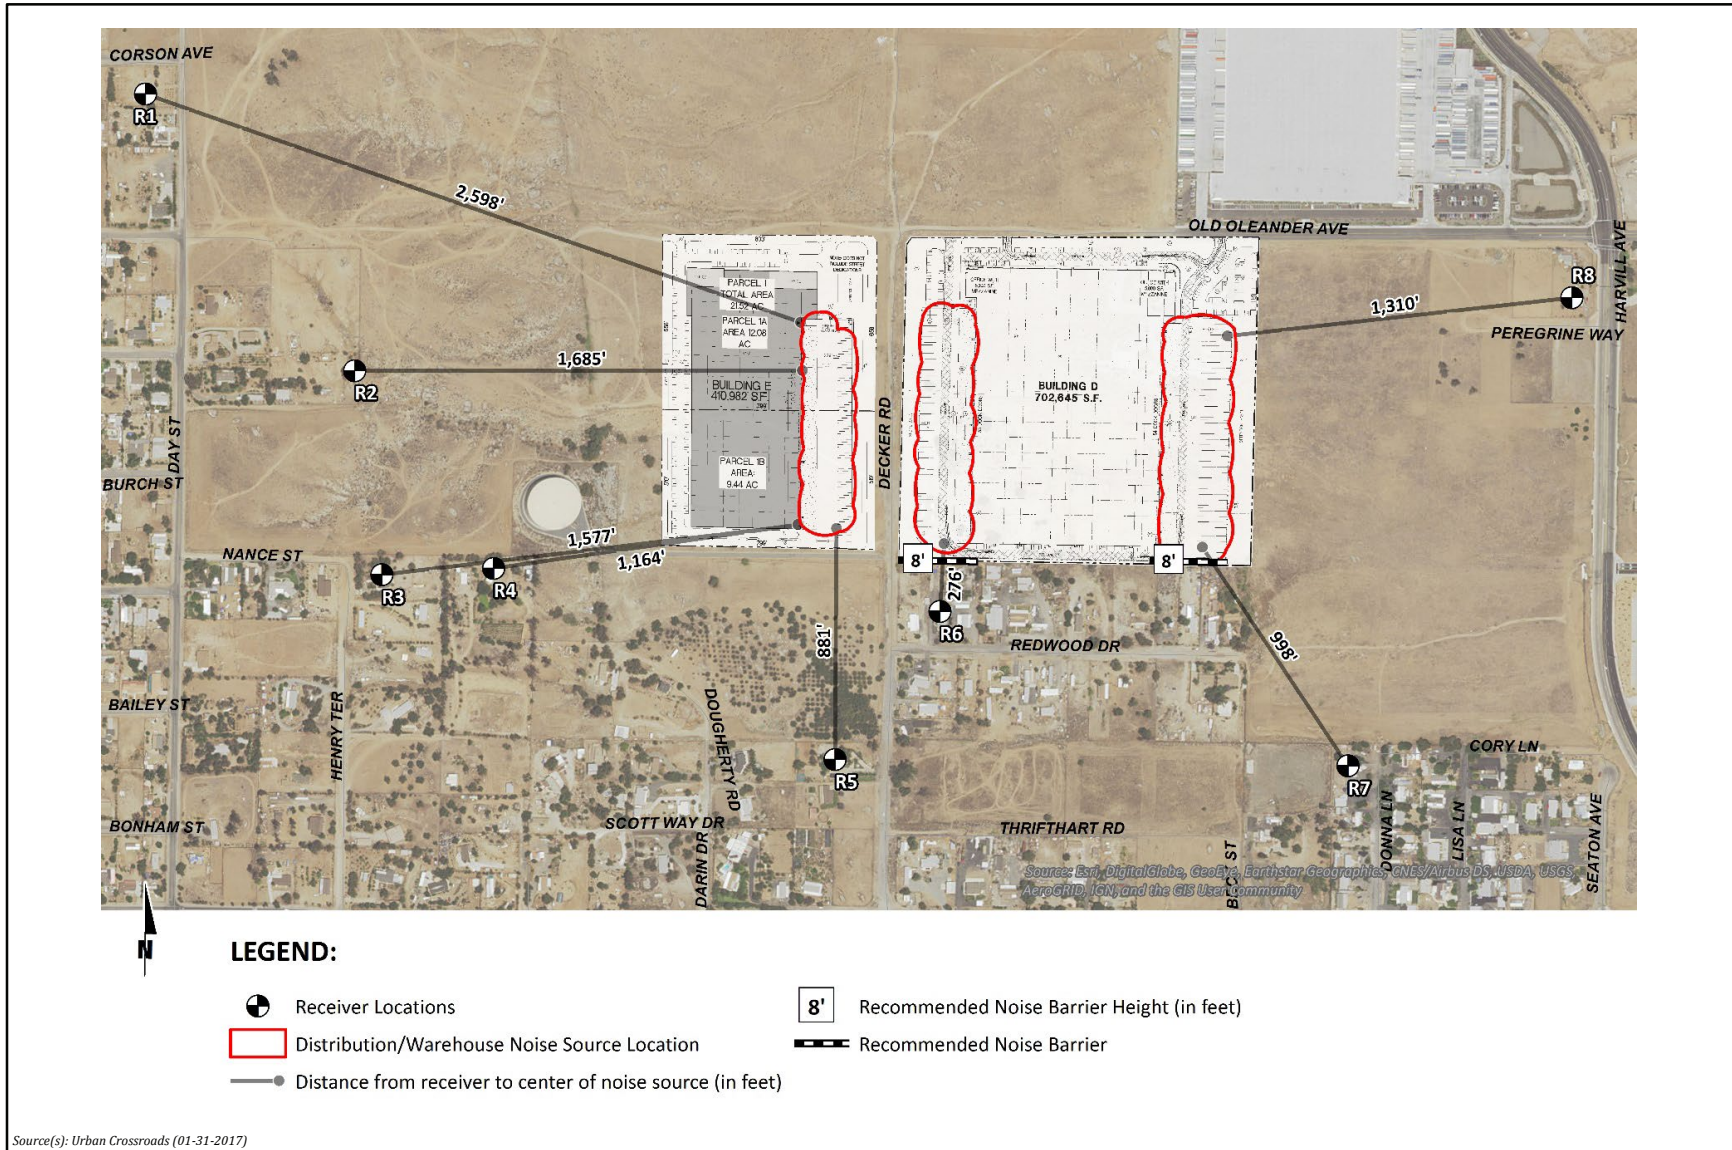 CORSON AVE
R1
2,598'
OLD OLEANDER AVE
HARVILL AVE
R8
1,310'
PEREGRINE WAY
PARCEL 1
TOTAL AREA
21.52 AC
PARCEL 1A
AREA 12.08
AC
BUILDING E
410,982 S.F.
PARCEL 1B
AREA:
9.44 AC
BUILDING D
702,645 S.F.
1,685'
R2
DAY ST
DECKER RD
BURCH ST
NANCE ST
1,577'
1,164'
R3
R4
8'
8'
276'
R6
REDWOOD DR
881'
998'
BAILEY ST
HENRY TER
DOUGHERTY RD
R5
R7
CORY LN
BONHAM ST
SCOTT WAY DR
DARIN DR
THRIFTHART RD
BECK ST
DONNA LN
LISA LN
SEATON AVE
Source: Esri, DigitalGlobe, GeoEye, Earthstar Geographics, CNES/Airbus DS, USDA, USGS,
AeroGRID, IGN, and the GIS User Community
N
LEGEND:
Receiver Locations
Distribution/Warehouse Noise Source Location
Distance from receiver to center of noise source (in feet)
8' Recommended Noise Barrier Height (in feet)
Recommended Noise Barrier
Source(s): Urban Crossroads (01-31-2017)